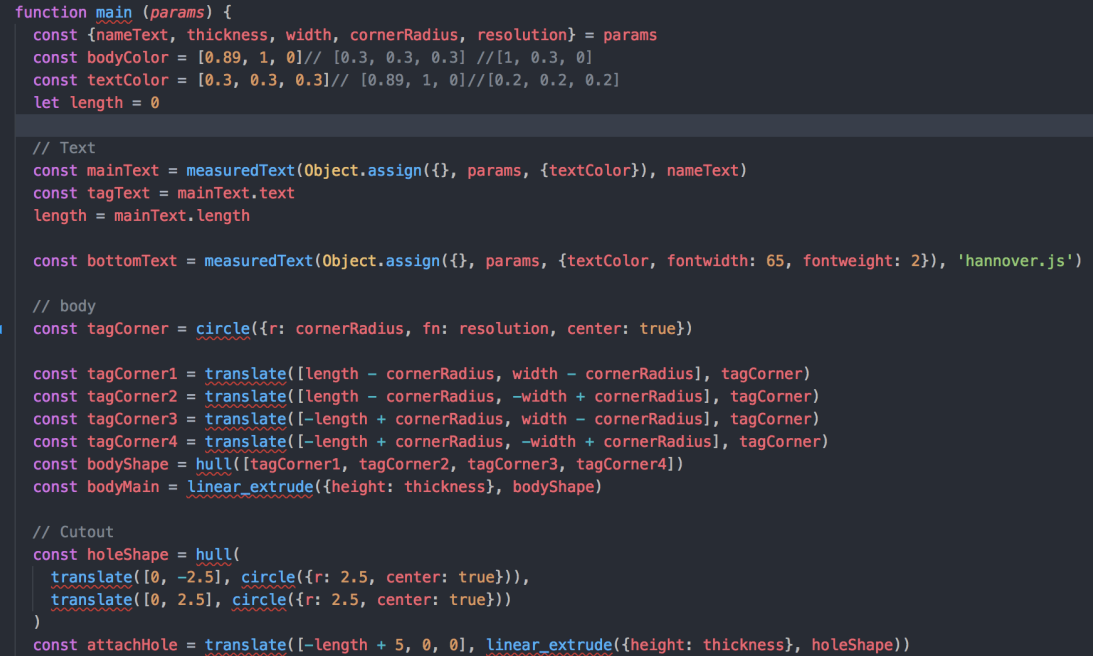 function main (params) {
  const {nameText, thickness, width, cornerRadius, resolution} = params
  const bodyColor = [0.89, 1, 0]// [0.3, 0.3, 0.3] //[1, 0.3, 0]
  const textColor = [0.3, 0.3, 0.3]// [0.89, 1, 0]//[0.2, 0.2, 0.2]
  let length = 0

  // Text
  const mainText = measuredText(Object.assign({}, params, {textColor}), nameText)
  const tagText = mainText.text
  length = mainText.length

  const bottomText = measuredText(Object.assign({}, params, {textColor, fontwidth: 65, fontweight: 2}), 'hannover.js')

  // body
  const tagCorner = circle({r: cornerRadius, fn: resolution, center: true})

  const tagCorner1 = translate([length - cornerRadius, width - cornerRadius], tagCorner)
  const tagCorner2 = translate([length - cornerRadius, -width + cornerRadius], tagCorner)
  const tagCorner3 = translate([-length + cornerRadius, width - cornerRadius], tagCorner)
  const tagCorner4 = translate([-length + cornerRadius, -width + cornerRadius], tagCorner)
  const bodyShape = hull([tagCorner1, tagCorner2, tagCorner3, tagCorner4])
  const bodyMain = linear_extrude({height: thickness}, bodyShape)

  // Cutout
  const holeShape = hull(
    translate([0, -2.5], circle({r: 2.5, center: true})),
    translate([0, 2.5], circle({r: 2.5, center: true}))
  )
  const attachHole = translate([-length + 5, 0, 0], linear_extrude({height: thickness}, holeShape))